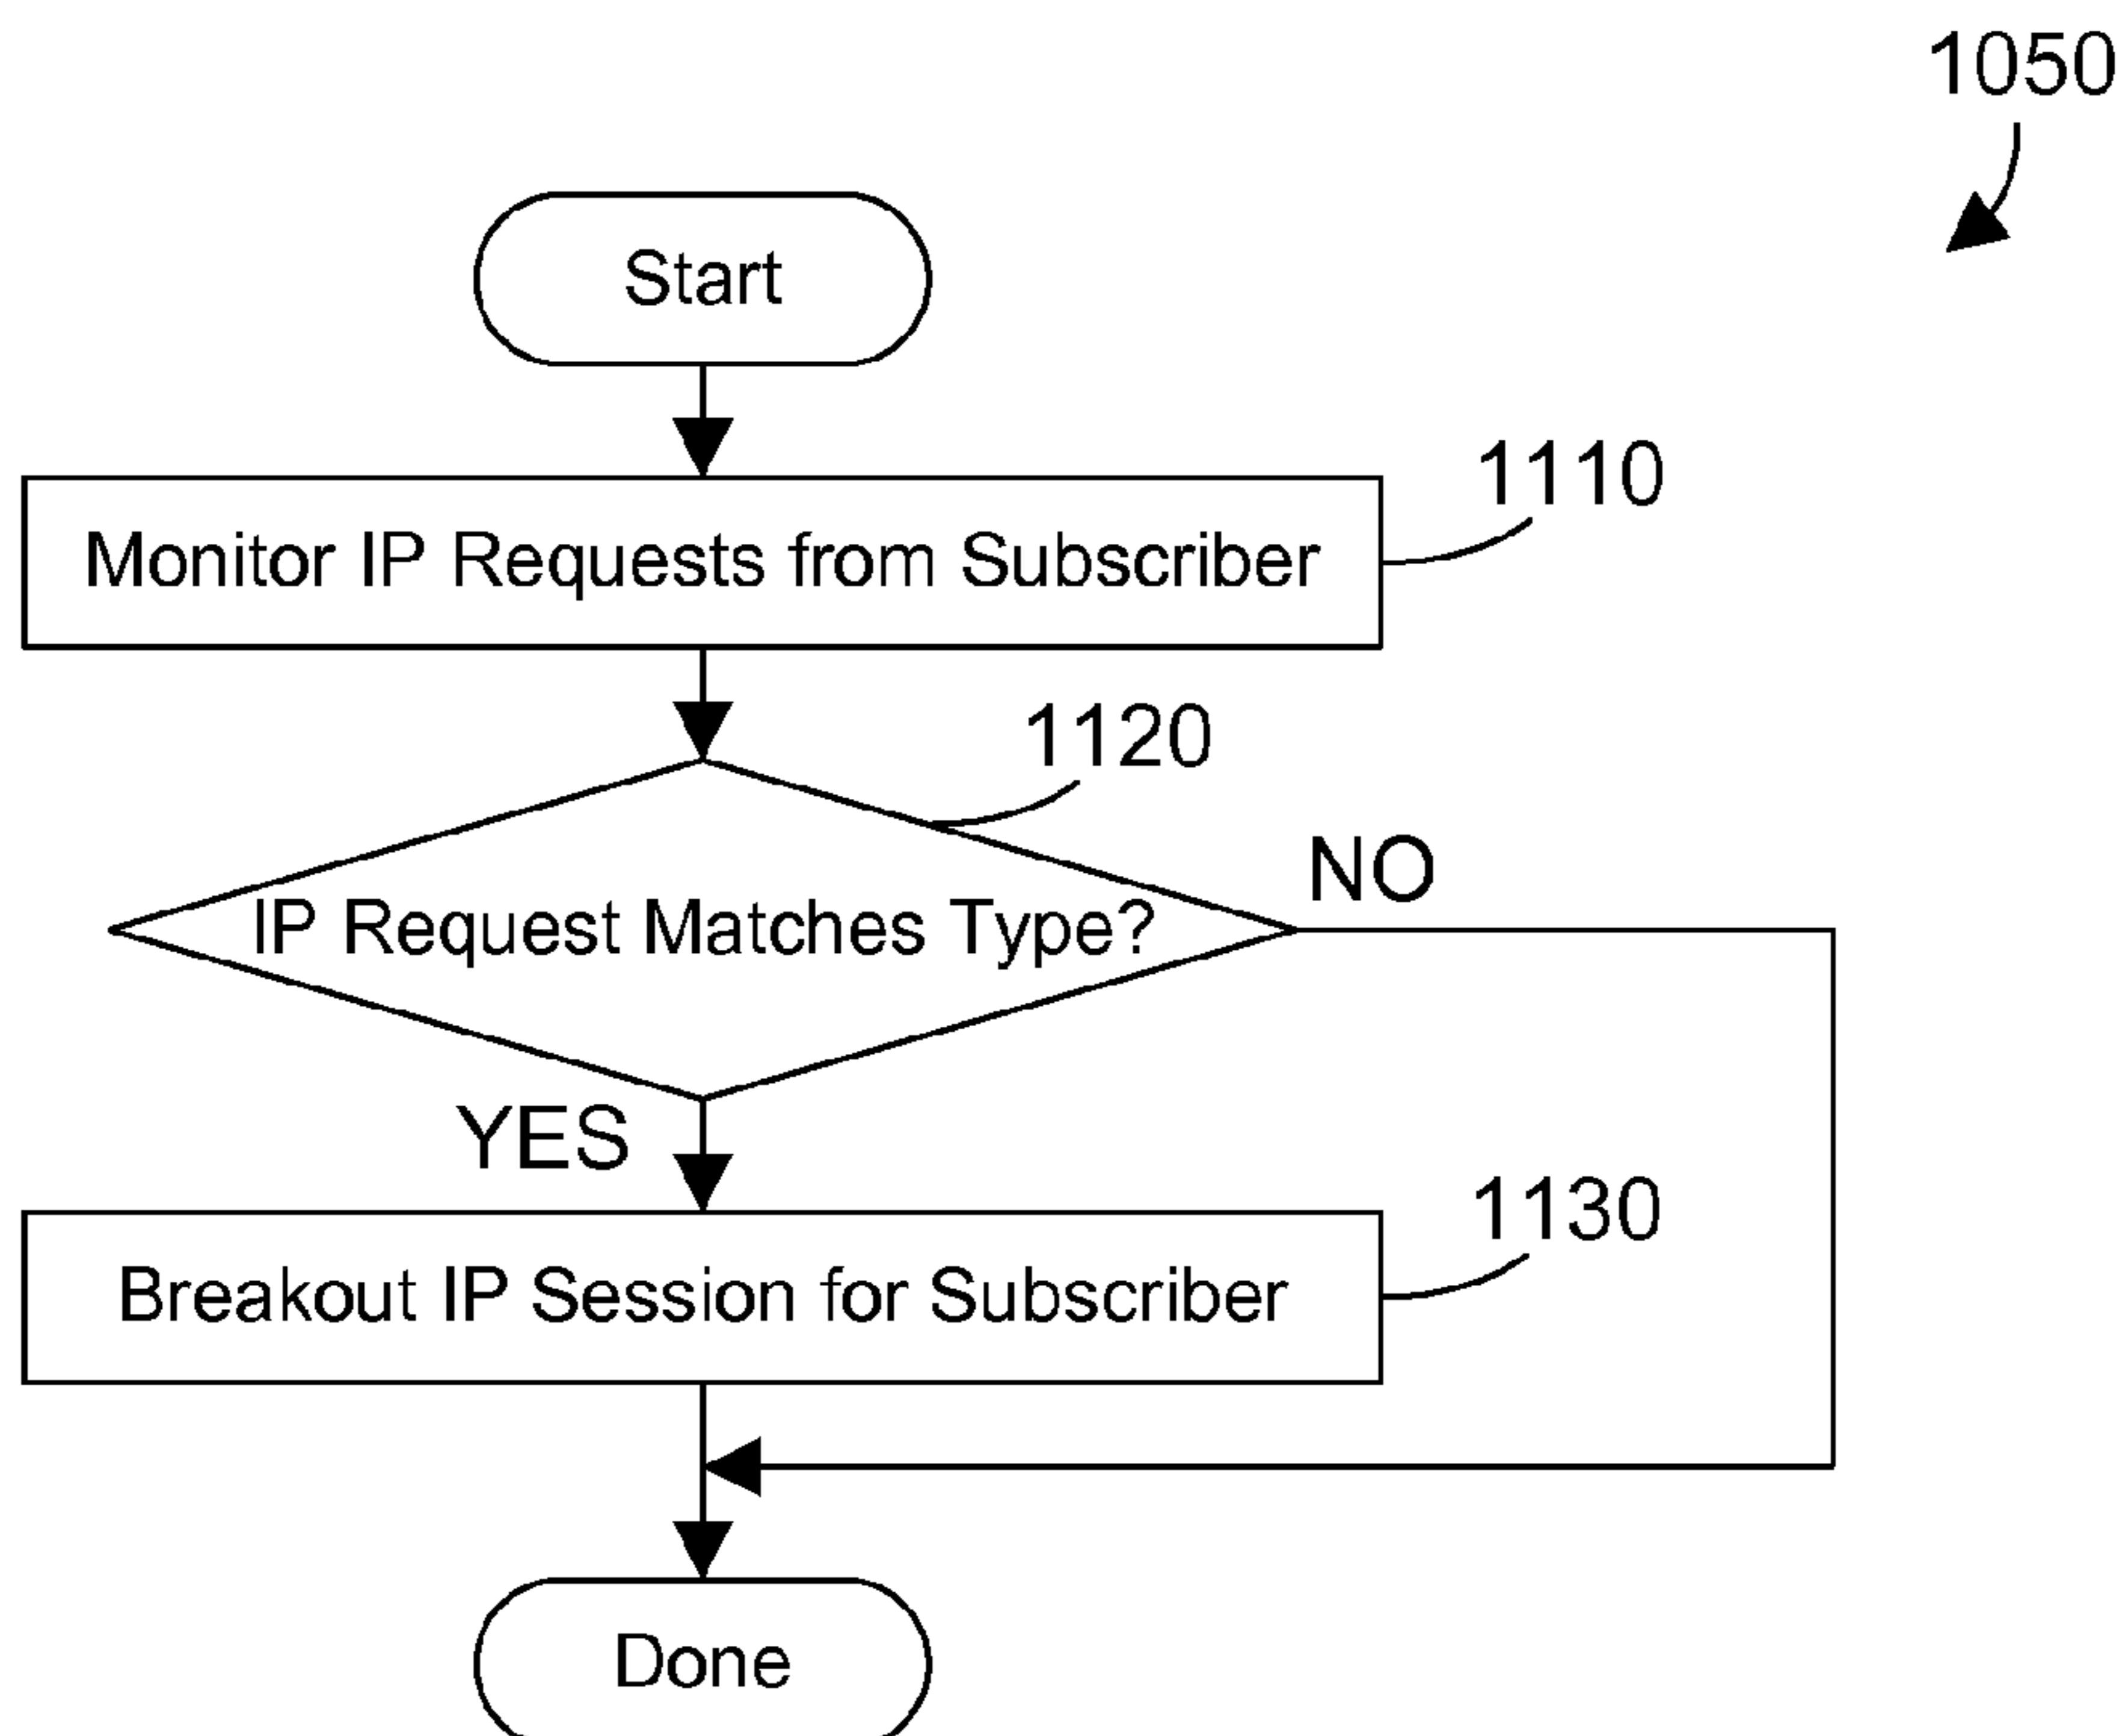 1050
Start
1110
Monitor IP Requests from Subscriber
1120
NO
IP Request Matches Type?
YES
1130
Breakout IP Session for Subscriber
Done